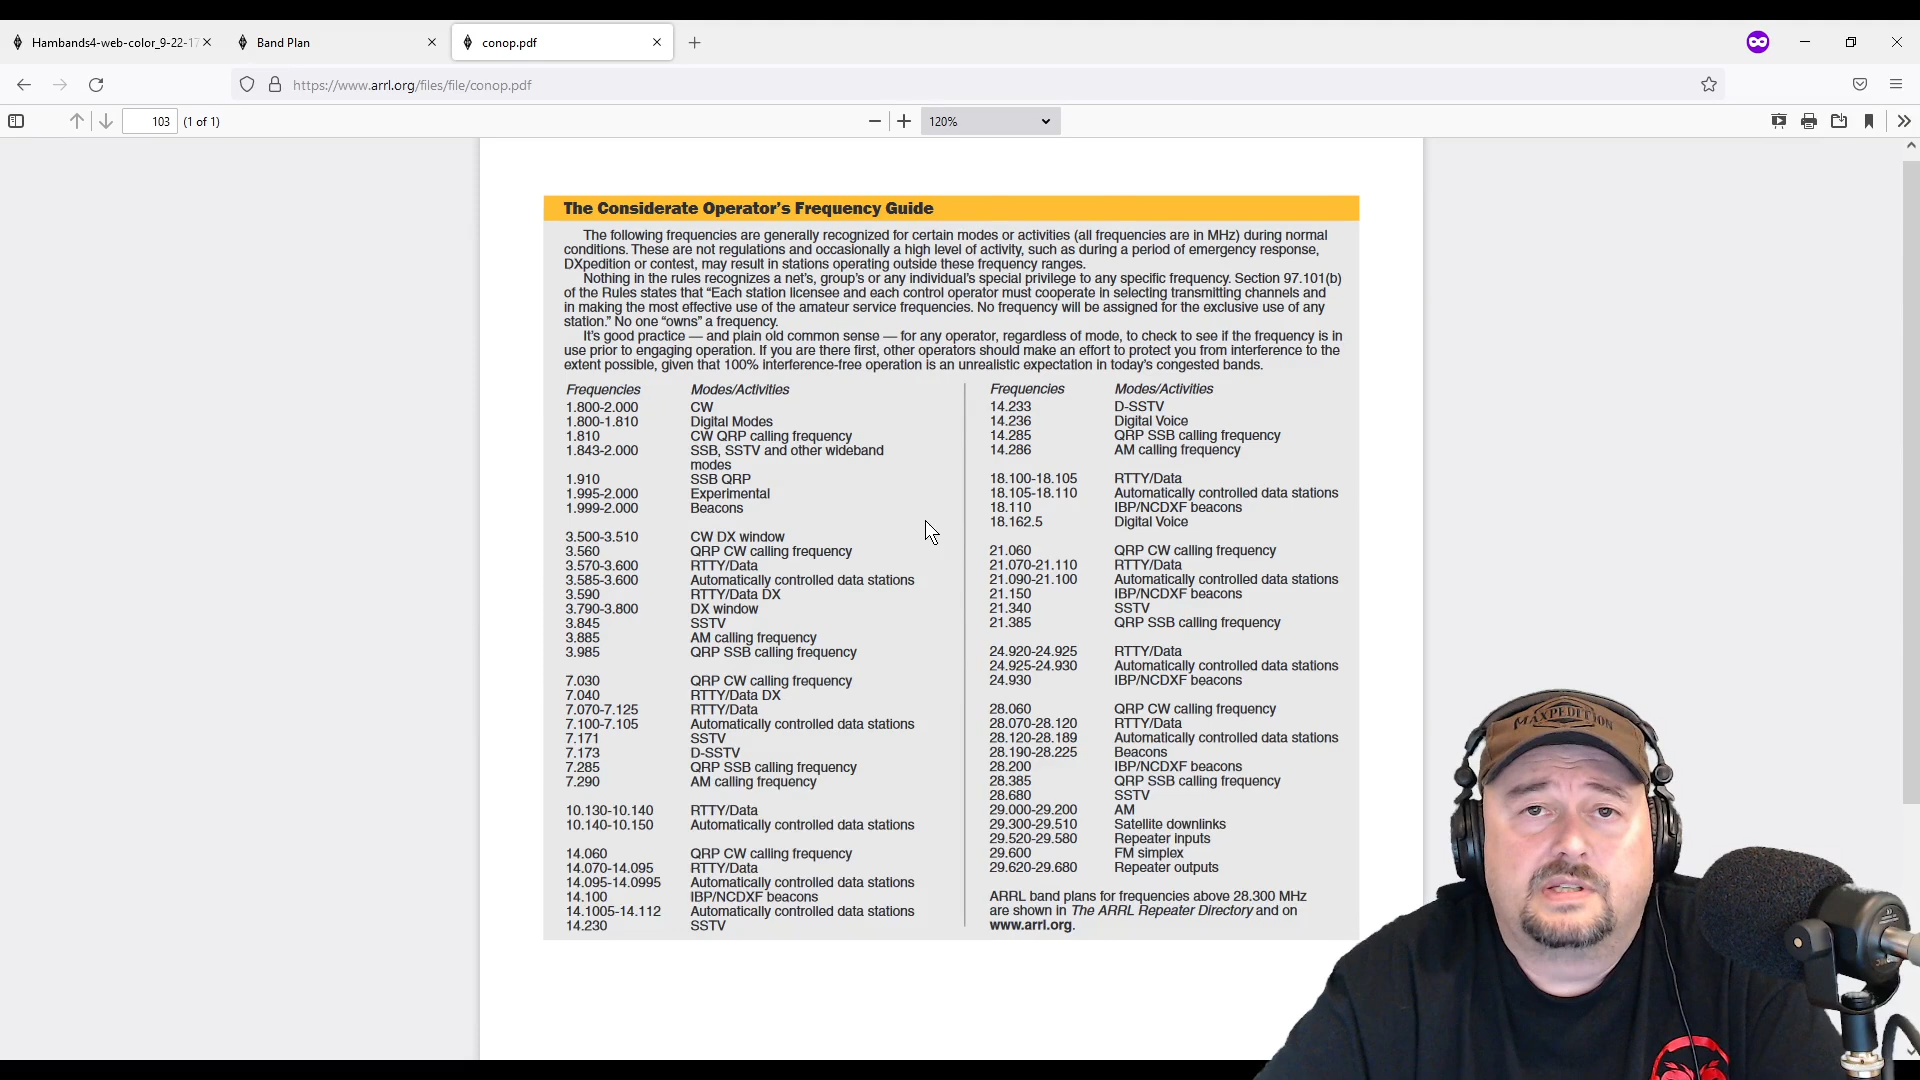 Hambands4-web-color_9-22-17
Band Plan
conop.pdf
https://www.arrl.org/files/file/conop.pdf
103 (1 of 1)
120%
The Considerate Operator's Frequency Guide
The following frequencies are generally recognized for certain modes or activities (all frequencies are in MHz) during normal
conditions. These are not regulations and occasionally a high level of activity, such as during a period of emergency response,
DXpedition or contest, may result in stations operating outside these frequency ranges.
Nothing in the rules recognizes a net's, group's or any individual's special privilege to any specific frequency. Section 97.101(b)
of the Rules states that “Each station licensee and each control operator must cooperate in selecting transmitting channels and
in making the most effective use of the amateur service frequencies. No frequency will be assigned for the exclusive use of any
station.” No one “owns” a frequency.
It's good practice — and plain old common sense — for any operator, regardless of mode, to check to see if the frequency is in
use prior to engaging operation. If you are there first, other operators should make an effort to protect you from interference to the
extent possible, given that 100% interference-free operation is an unrealistic expectation in today's congested bands.
Frequencies Modes/Activities
1.800-2.000 CW
1.800-1.810 Digital Modes
1.810 CW QRP calling frequency
1.843-2.000 SSB, SSTV and other wideband
modes
1.910 SSB QRP
1.995-2.000 Experimental
1.999-2.000 Beacons
3.500-3.510 CW DX window
3.560 QRP CW calling frequency
3.570-3.600 RTTY/Data
3.585-3.600 Automatically controlled data stations
3.590 RTTY/Data DX
3.790-3.800 DX window
3.845 SSTV
3.885 AM calling frequency
3.985 QRP SSB calling frequency
7.030 QRP CW calling frequency
7.040 RTTY/Data DX
7.070-7.125 RTTY/Data
7.100-7.105 Automatically controlled data stations
7.171 SSTV
7.173 D-SSTV
7.285 QRP SSB calling frequency
7.290 AM calling frequency
10.130-10.140 RTTY/Data
10.140-10.150 Automatically controlled data stations
14.060 QRP CW calling frequency
14.070-14.095 RTTY/Data
14.095-14.0995 Automatically controlled data stations
14.100 IBP/NCDXF beacons
14.1005-14.112 Automatically controlled data stations
14.230 SSTV
Frequencies Modes/Activities
14.233 D-SSTV
14.236 Digital Voice
14.285 QRP SSB calling frequency
14.286 AM calling frequency
18.100-18.105 RTTY/Data
18.105-18.110 Automatically controlled data stations
18.110 IBP/NCDXF beacons
18.162.5 Digital Voice
21.060 QRP CW calling frequency
21.070-21.110 RTTY/Data
21.090-21.100 Automatically controlled data stations
21.150 IBP/NCDXF beacons
21.340 SSTV
21.385 QRP SSB calling frequency
24.920-24.925 RTTY/Data
24.925-24.930 Automatically controlled data stations
24.930 IBP/NCDXF beacons
28.060 QRP CW calling frequency
28.070-28.120 RTTY/Data
28.120-28.189 Automatically controlled data stations
28.190-28.225 Beacons
28.200 IBP/NCDXF beacons
28.385 QRP SSB calling frequency
28.680 SSTV
29.000-29.200 AM
29.300-29.510 Satellite downlinks
29.520-29.580 Repeater inputs
29.600 FM simplex
29.620-29.680 Repeater outputs
ARRL band plans for frequencies above 28.300 MHz
are shown in The ARRL Repeater Directory and on
www.arrl.org.
MAXPEDITION